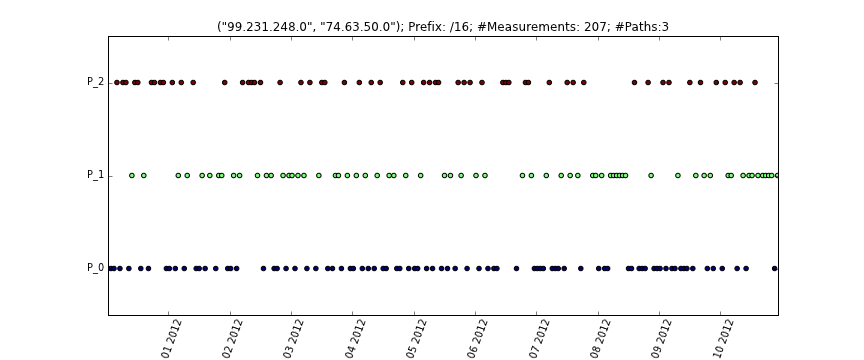 ("99.231.248.0", "74.63.50.0"); Prefix: /16; #Measurements: 207; #Paths:3
P_2
P_1
P_0
01 2012
02 2012
03 2012
04 2012
05 2012
06 2012
07 2012
08 2012
09 2012
10 2012